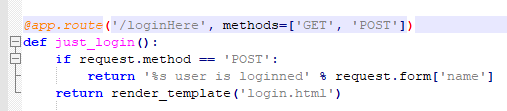 @app.route('/loginHere', methods=['GET', 'POST'])
def just_login():
    if request.method == 'POST':
        return '%s user is loginned' % request.form['name']
    return render_template('login.html')